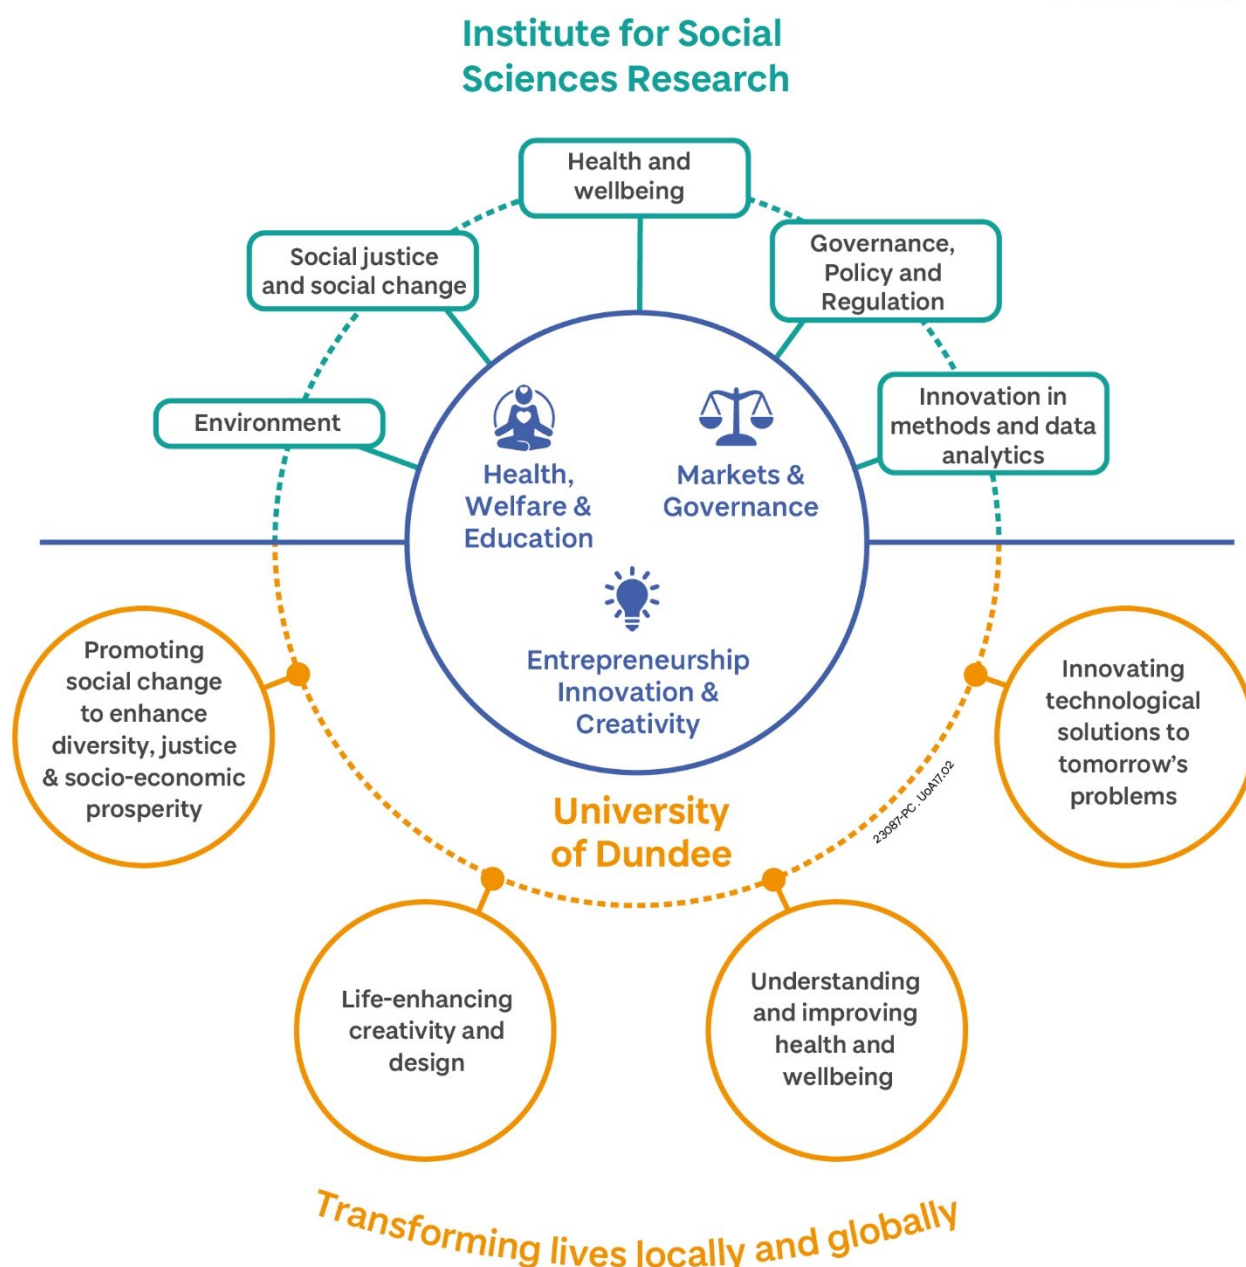 Institute for Social
Sciences Research
Health and
wellbeing
Social justice
and social change
Governance,
Policy and
Regulation
Environment
Innovation in
methods and data
analytics
Health,
Welfare &
Education
Markets &
Governance
Entrepreneurship
Innovation &
Creativity
Promoting
social change
to enhance
diversity, justice
& socio-economic
prosperity
Innovating
technological
solutions to
tomorrow's
problems
University
of Dundee
23087-PC . UoA17.02
Life-enhancing
creativity and
design
Understanding
and improving
health and
wellbeing
Transforming lives locally and globally